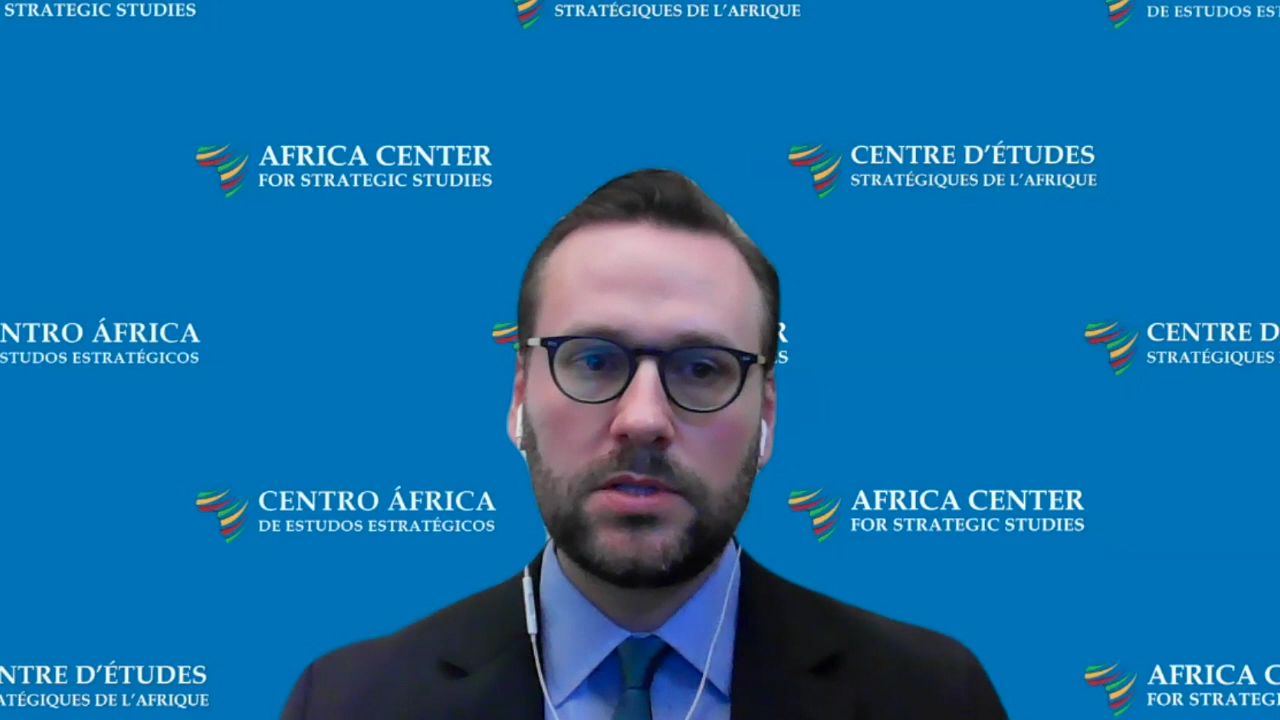 STRATEGIC STUDIES
STRATÉGIQUES DE L'AFRIQUE
DE ESTUDOS EST
AFRICA CENTER
FOR STRATEGIC STUDIES
CENTRE D'ÉTUDES
STRATÉGIQUES DE L'AFRIQUE
NTRO ÁFRICA
STUDOS ESTRATÉGICOS
R
S
CENTRE D
STRATÉGIQUES
CENTRO ÁFRICA
DE ESTUDOS ESTRATÉGICOS
AFRICA CENTER
FOR STRATEGIC STUDIES
NTRE D'ÉTUDES
ATÉGIQUES DE L'AFRIQUE
AFRICA C
FOR STRATEG